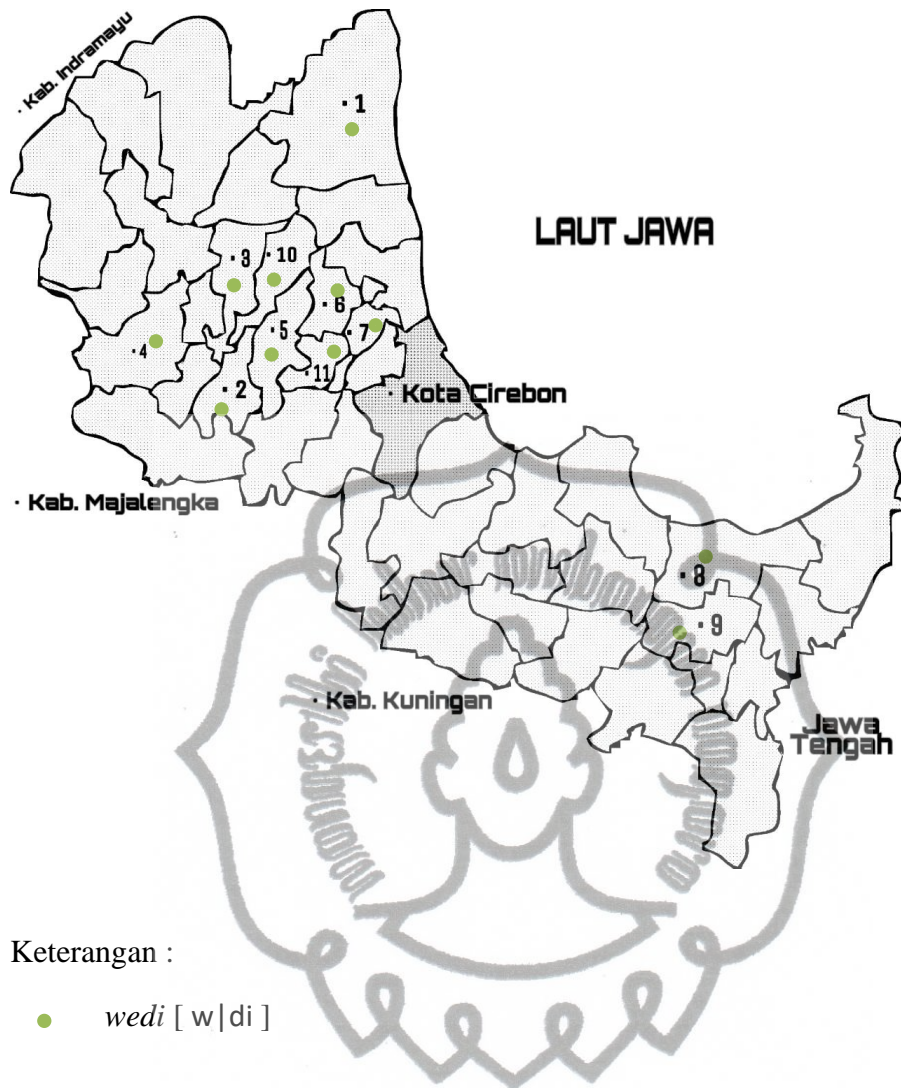 · Kab. Indramayu
· 1
LAUT JAWA
· 3
· 10
· 6
· 5
· 7
· 4
· 11
· 2
· Kota Cirebon
· Kab. Majalengka
· 8
· 9
· Kab. Kuningan
Jawa
Tengah
Keterangan :
wedi [ w|di ]